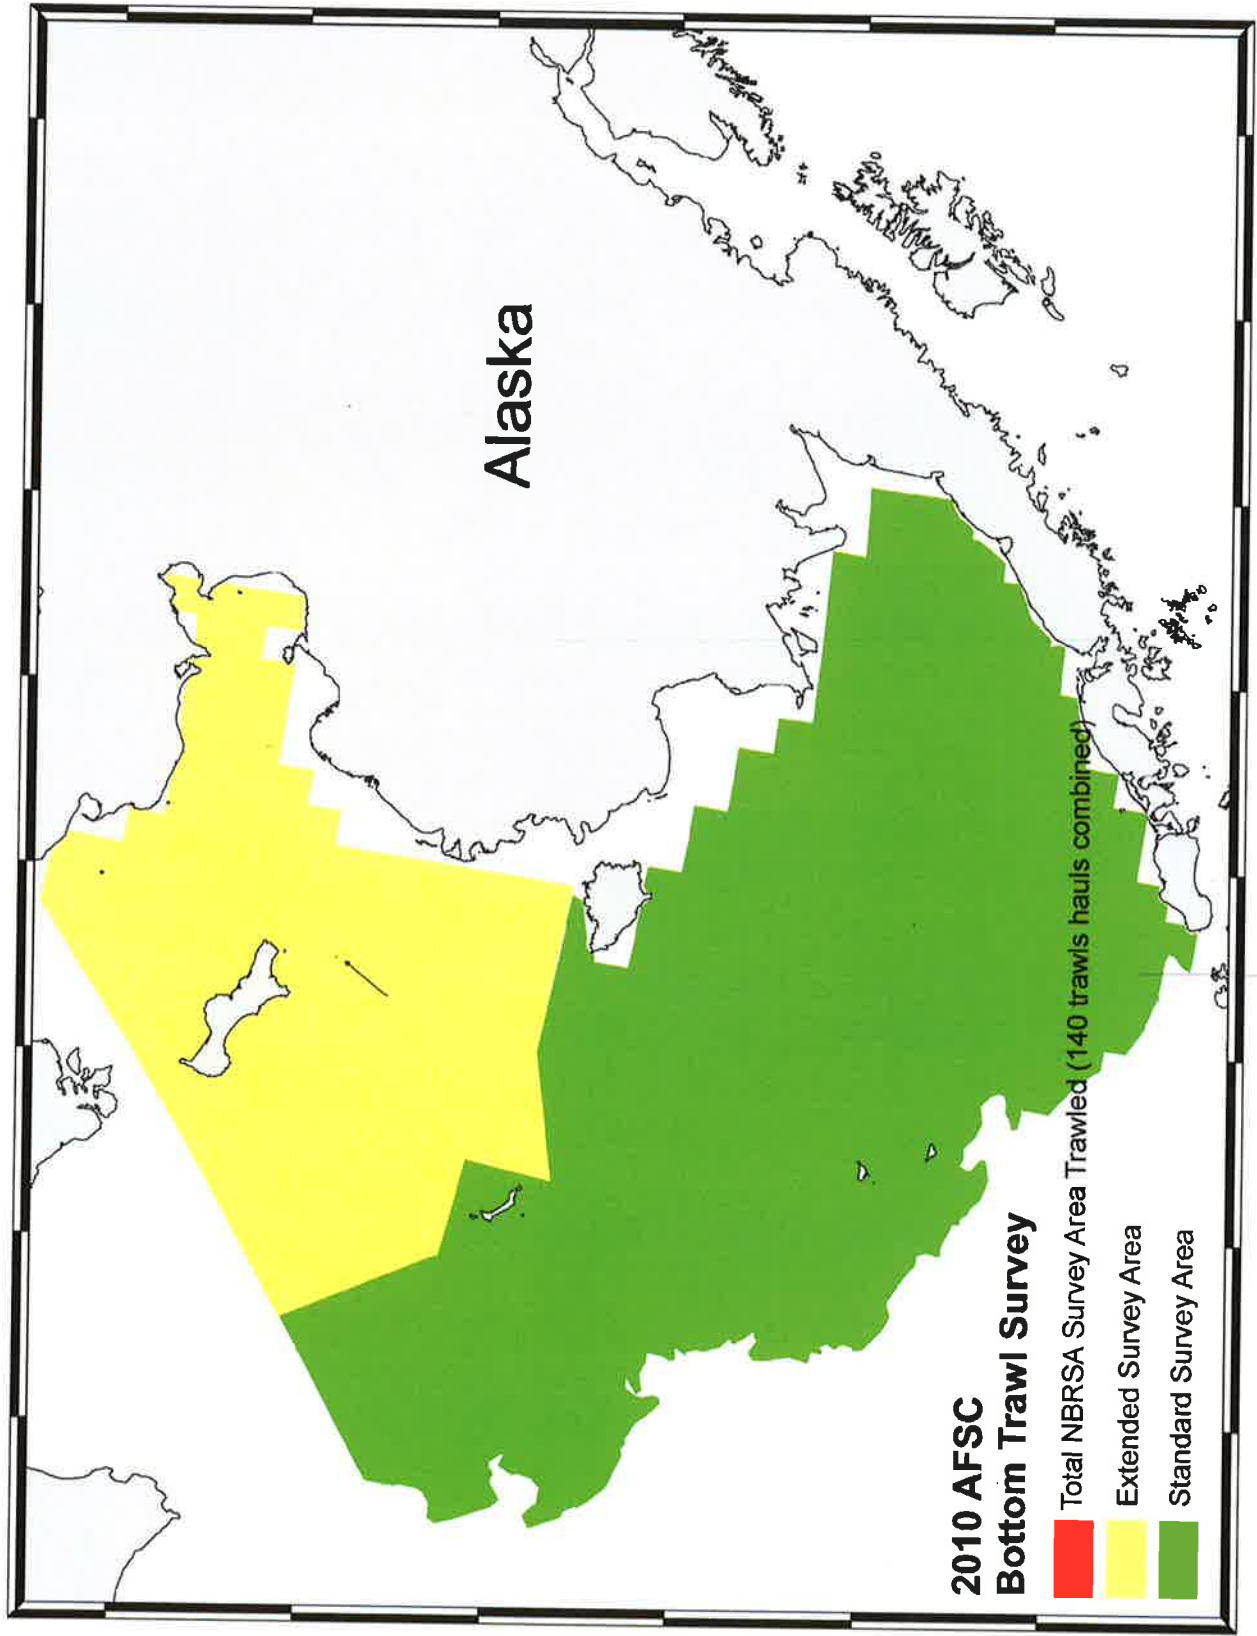 Alaska
2010 AFSC
Bottom Trawl Survey
Total NBRSA Survey Area Trawled (140 trawls hauls combined)
Extended Survey Area
Standard Survey Area